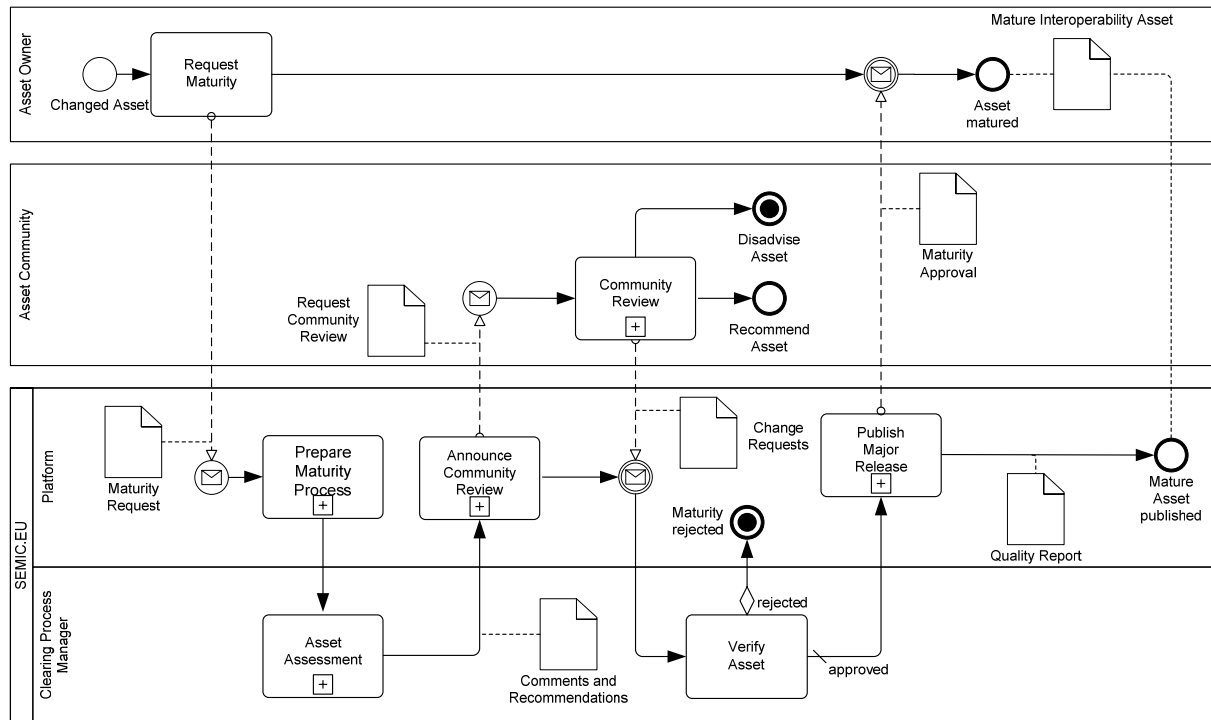 Mature Interoperability Asset
Asset Owner
Request
Maturity
Changed Asset
Asset
matured
Asset Community
Disadvise
Asset
Maturity
Approval
Request
Community
Review
Community
Review
+
Recommend
Asset
SEMIC.EU
Platform
Maturity
Request
Prepare
Maturity
Process
+
Announce
Community
Review
+
Change
Requests
Publish
Major
Release
+
Mature
Asset
published
Maturity
rejected
Quality Report
Clearing Process
Manager
Asset
Assessment
+
Comments and
Recommendations
rejected
Verify
Asset
approved